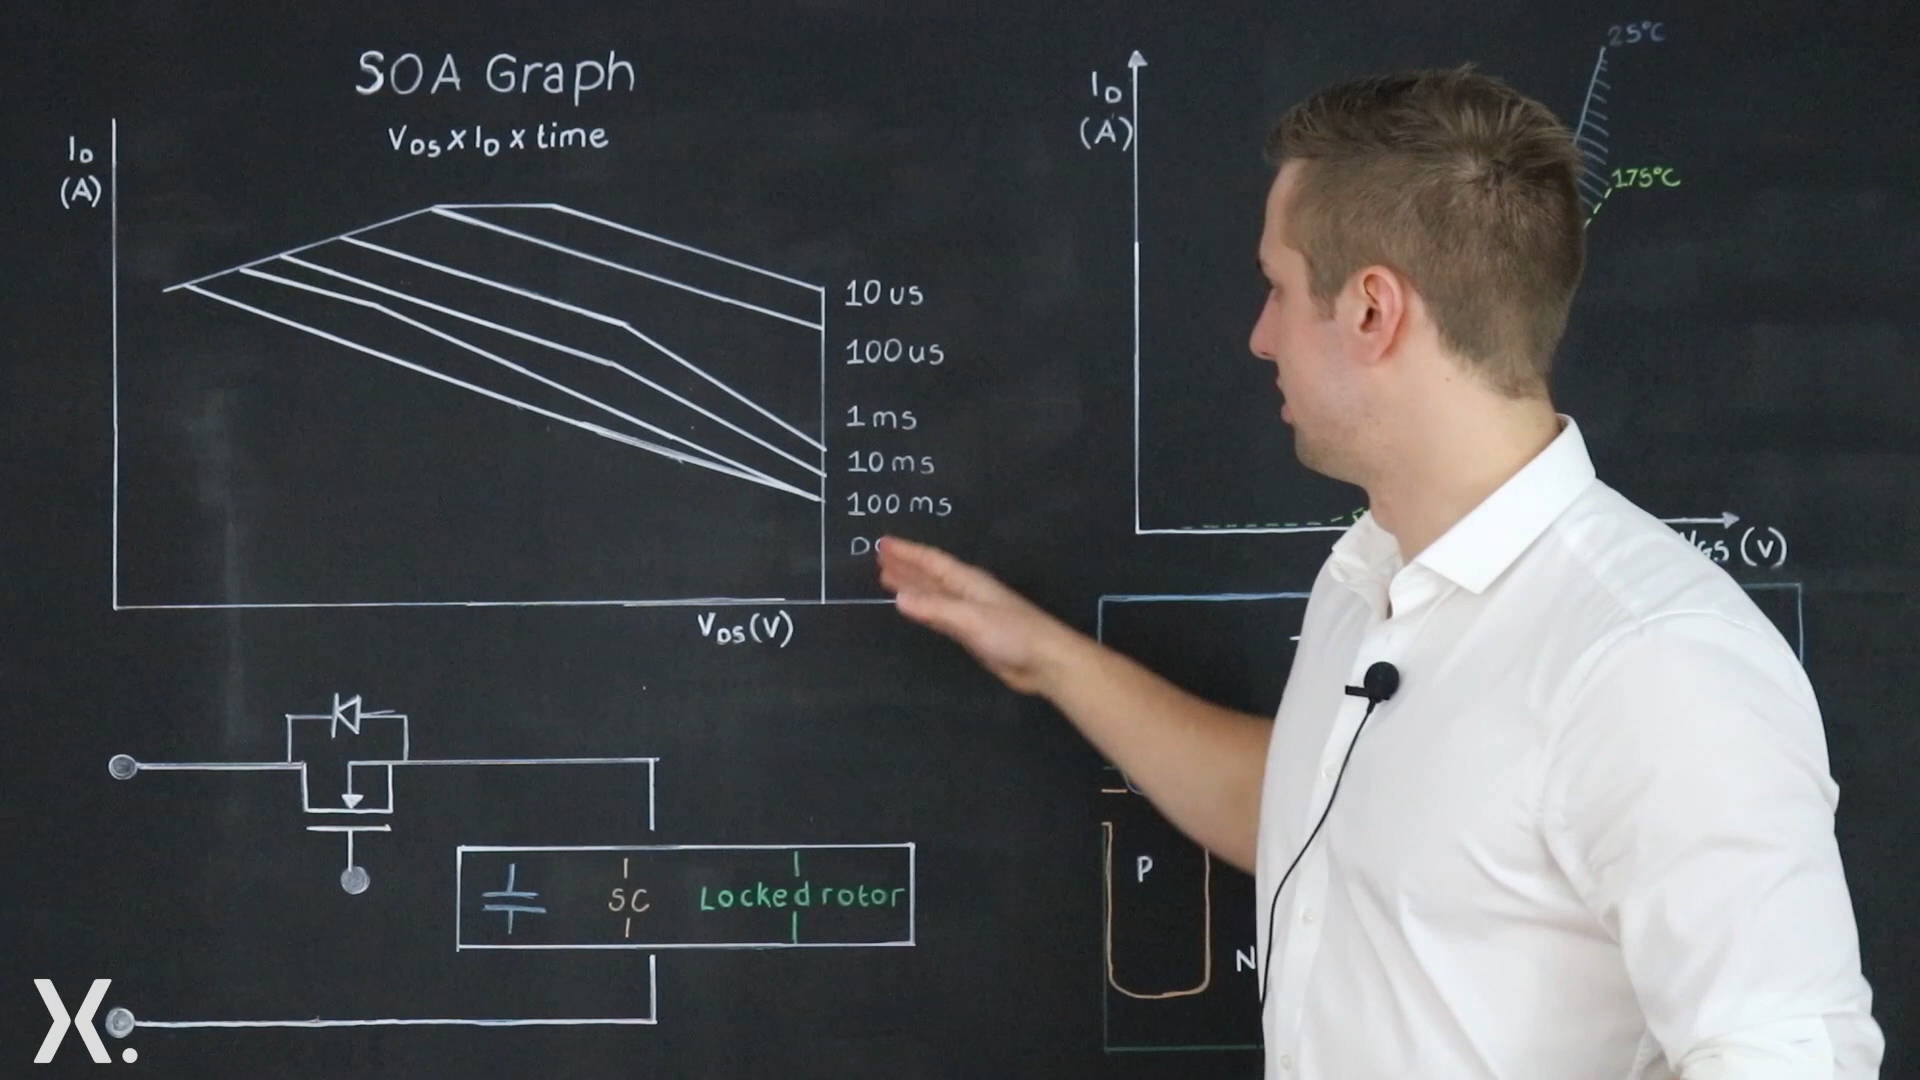 SOA Graph
VDS x ID x time
ID
(A)
10 us
100 us
1 ms
10 ms
100 ms
VDS (V)
SC
Locked rotor
ID
(A)
25°C
175°C
VGS (V)
P
N
X.